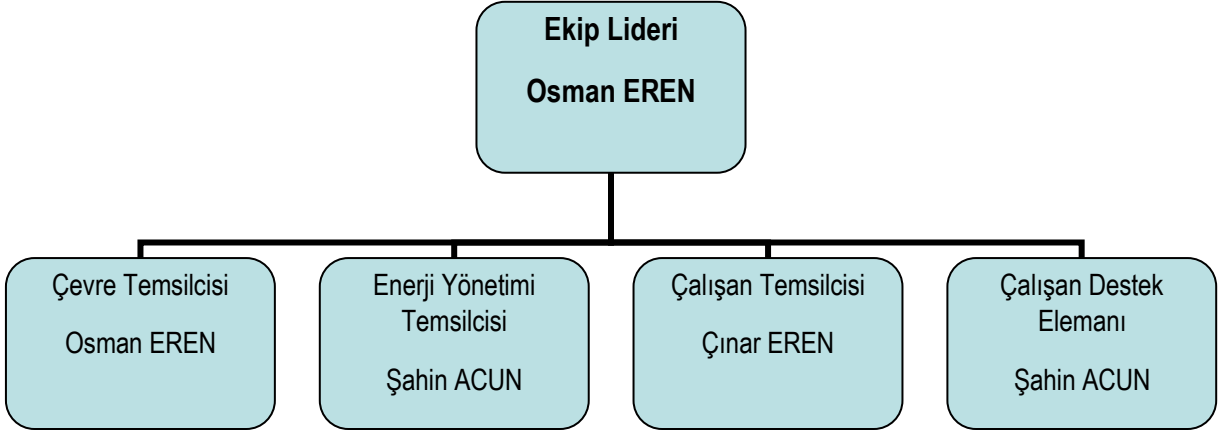 Ekip Lideri
Osman EREN
Çevre Temsilcisi
Osman EREN
Enerji Yönetimi
Temsilcisi
Şahin ACUN
Çalışan Temsilcisi
Çınar EREN
Çalışan Destek
Elemanı
Şahin ACUN